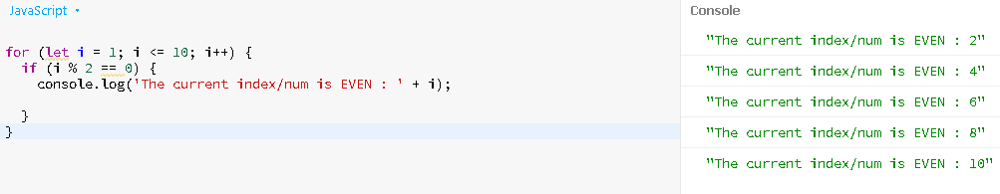 JavaScript
Console
for (let i = 1; i <= 10; i++) {
  if (i % 2 == 0) {
    console.log('The current index/num is EVEN : ' + i);
  }
}
"The current index/num is EVEN : 2"
"The current index/num is EVEN : 4"
"The current index/num is EVEN : 6"
"The current index/num is EVEN : 8"
"The current index/num is EVEN : 10"